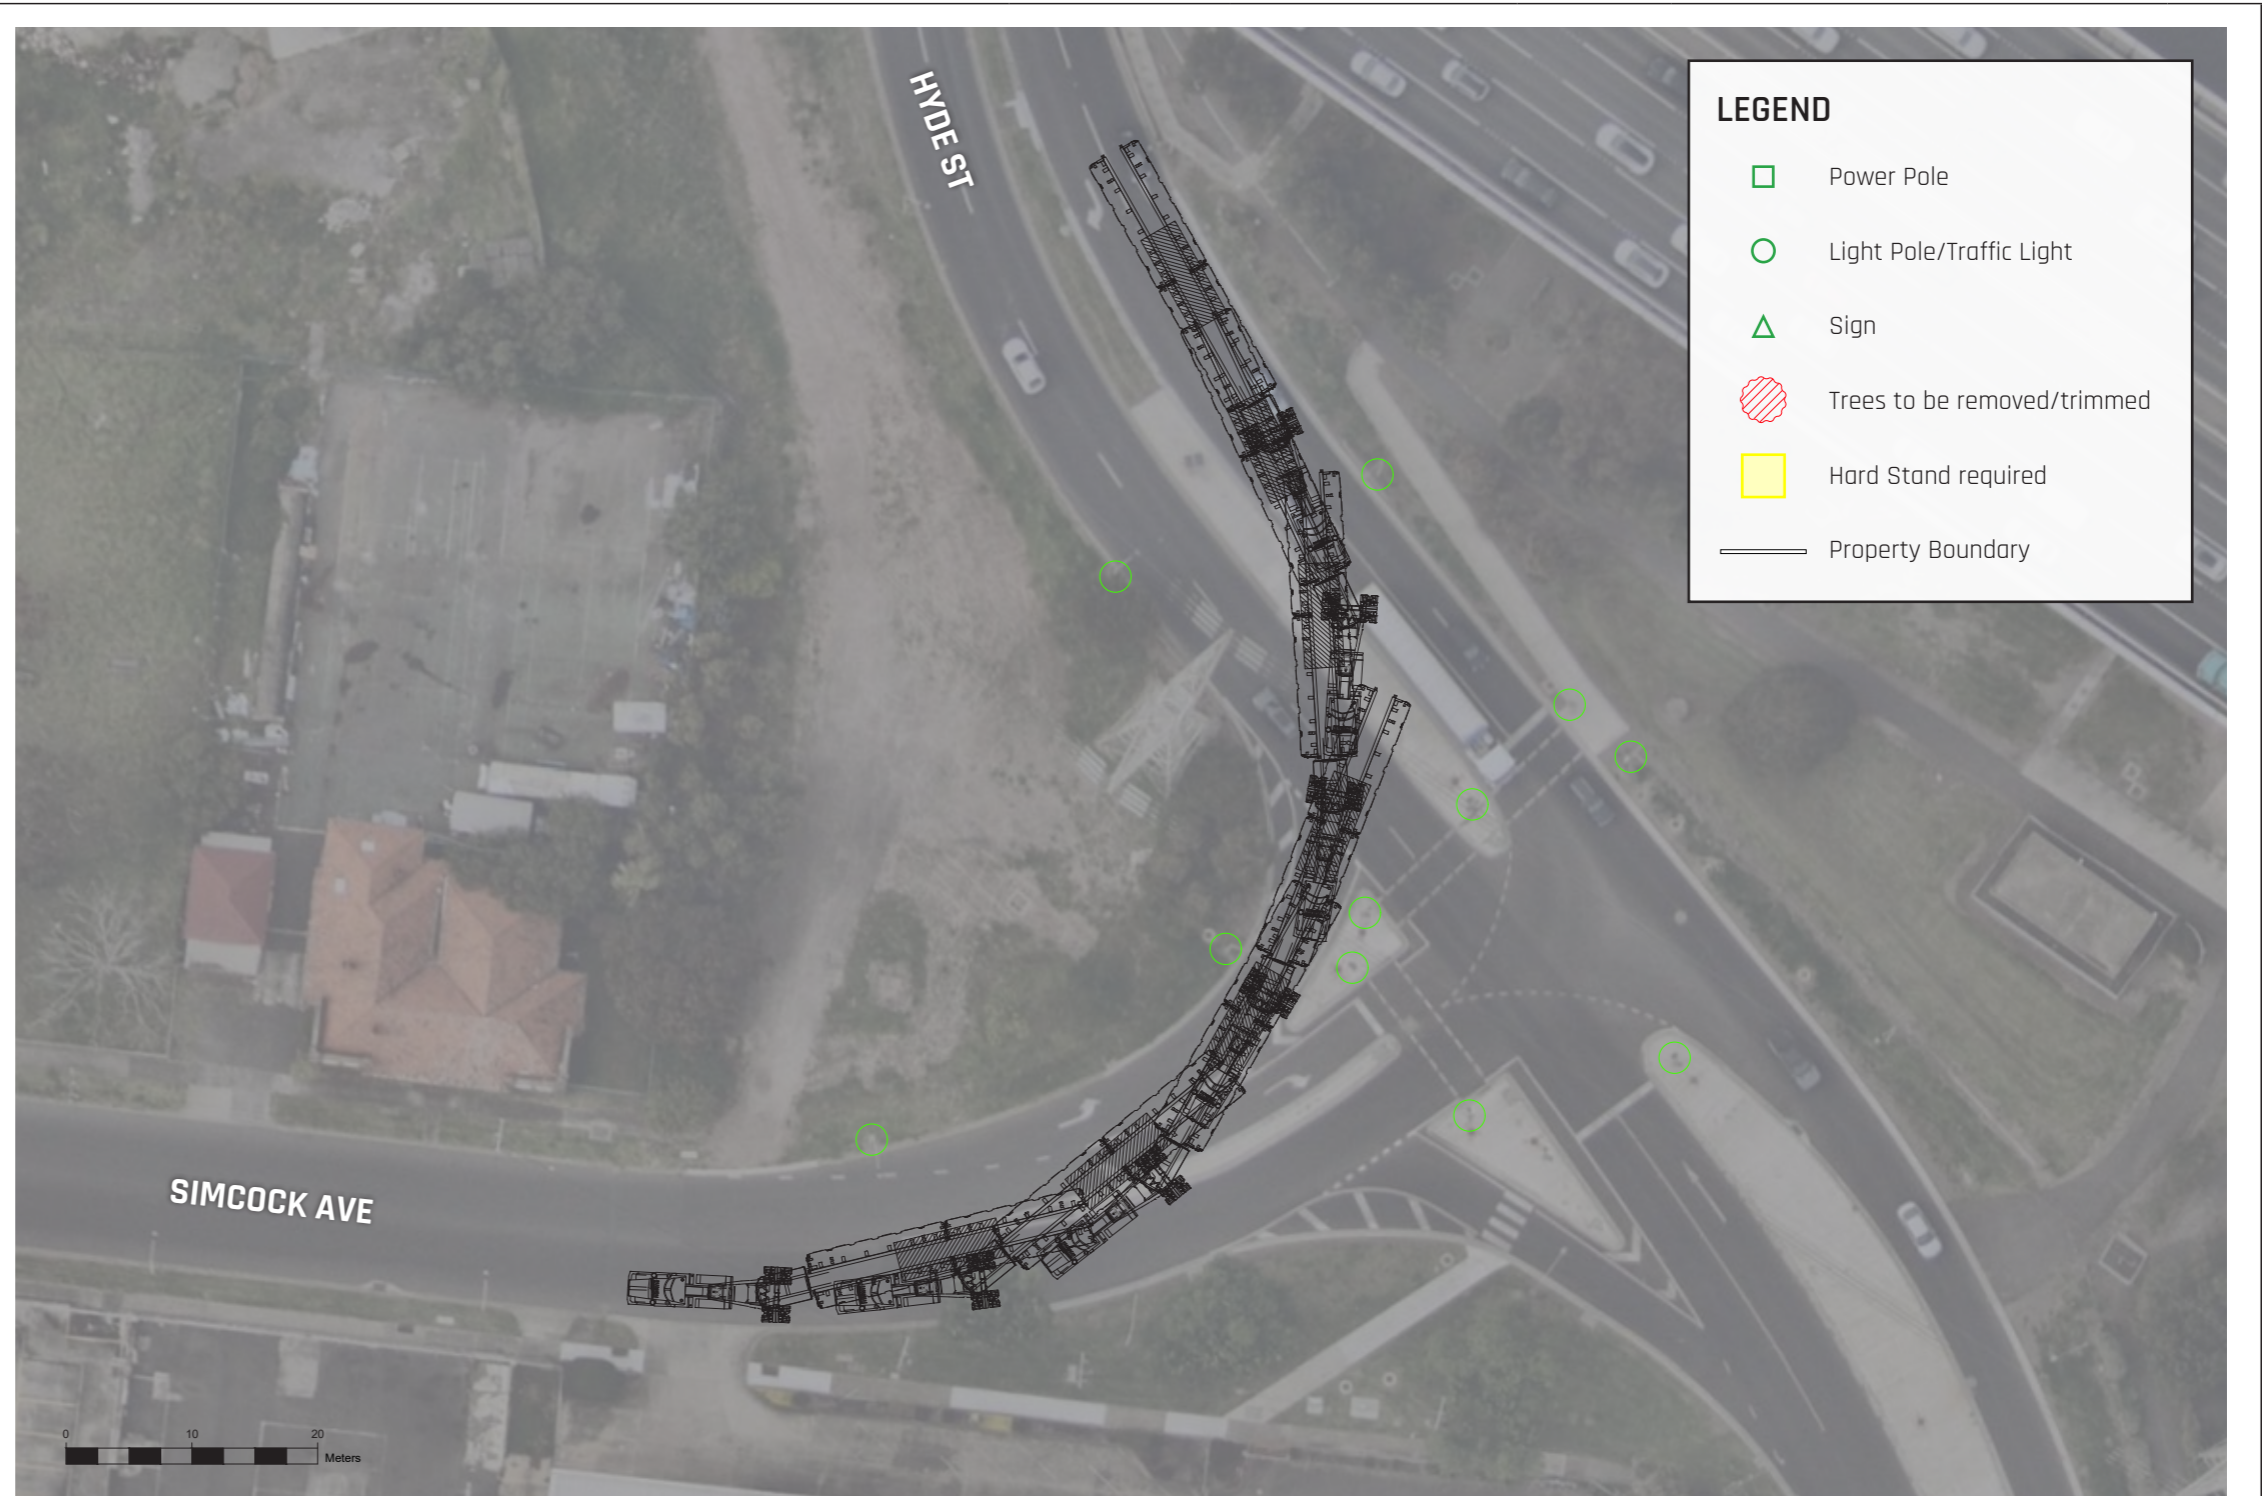 HYDE ST
LEGEND
Power Pole
Light Pole/Traffic Light
Sign
Trees to be removed/trimmed
Hard Stand required
Property Boundary
SIMCOCK AVE
0 10 20
Meters